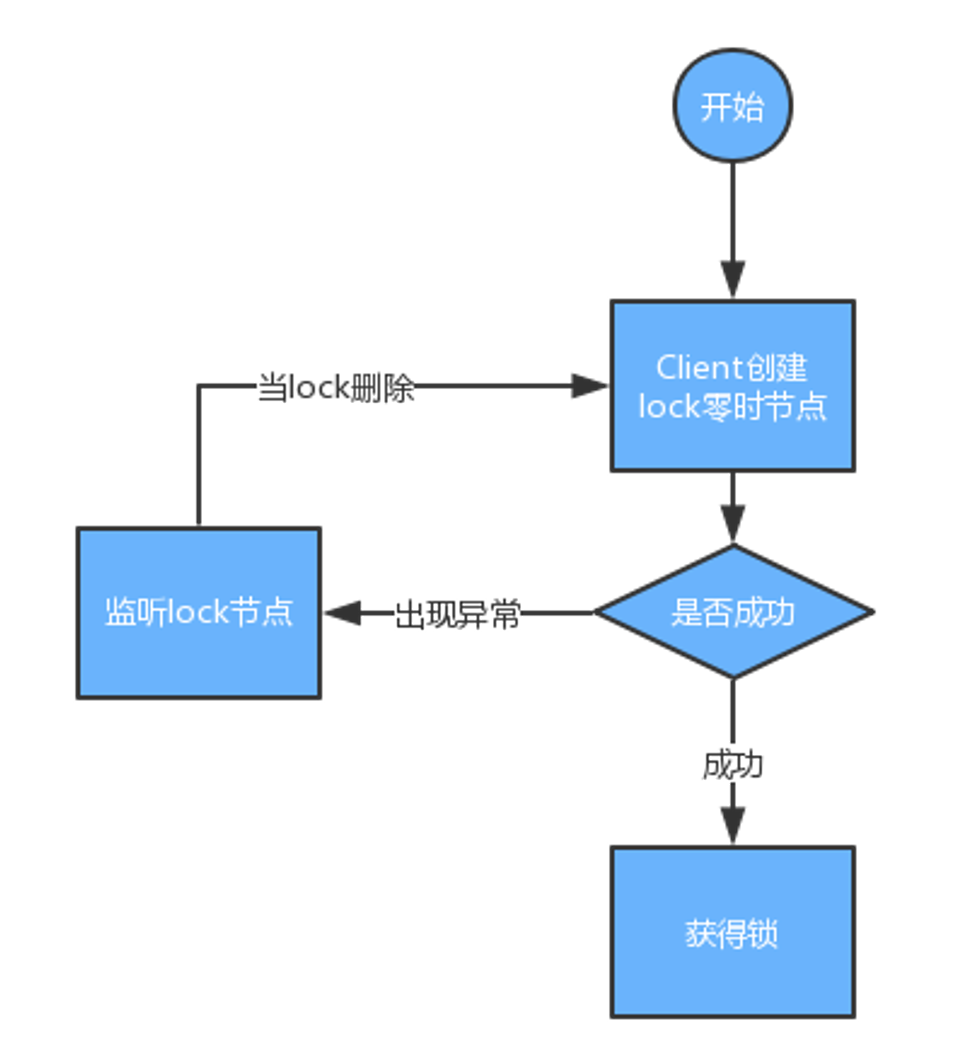 开始
Client创建
lock零时节点
当lock删除
是否成功
出现异常
监听lock节点
成功
获得锁